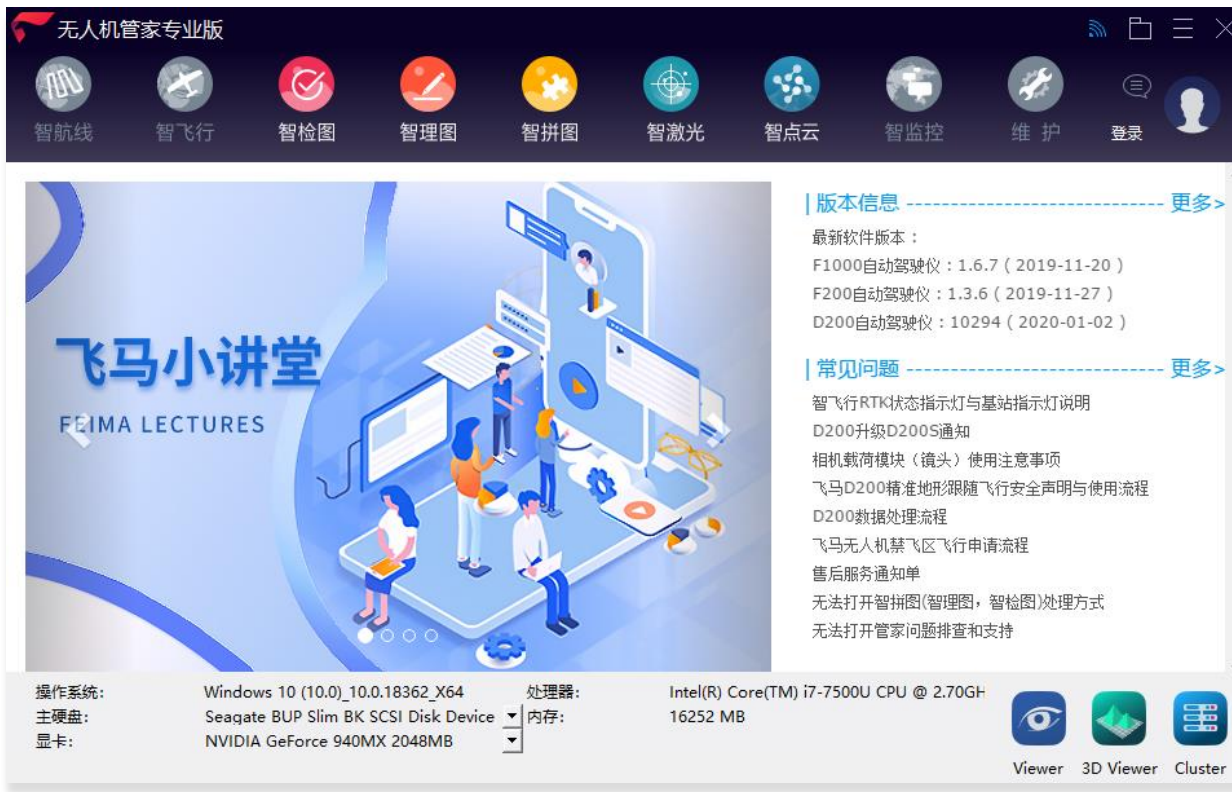 无人机管家专业版
智航线 智飞行 智检图 智理图 智拼图 智激光 智点云 智监控 维 护 登录
飞马小讲堂
FEIMA LECTURES
版本信息 更多>
最新软件版本：
F1000自动驾驶仪：1.6.7（2019-11-20）
F200自动驾驶仪：1.3.6（2019-11-27）
D200自动驾驶仪：10294（2020-01-02）
常见问题 更多>
智飞行RTK状态指示灯与基站指示灯说明
D200升级D200S通知
相机载荷模块（镜头）使用注意事项
飞马D200精准地形跟随飞行安全声明与使用流程
D200数据处理流程
飞马无人机禁飞区飞行申请流程
售后服务通知单
无法打开智拼图(智理图，智检图)处理方式
无法打开管家问题排查和支持
操作系统: Windows 10 (10.0)_10.0.18362_X64 处理器: Intel(R) Core(TM) i7-7500U CPU @ 2.70GH
主硬盘: Seagate BUP Slim BK SCSI Disk Device 内存: 16252 MB
显卡: NVIDIA GeForce 940MX 2048MB
Viewer 3D Viewer Cluster